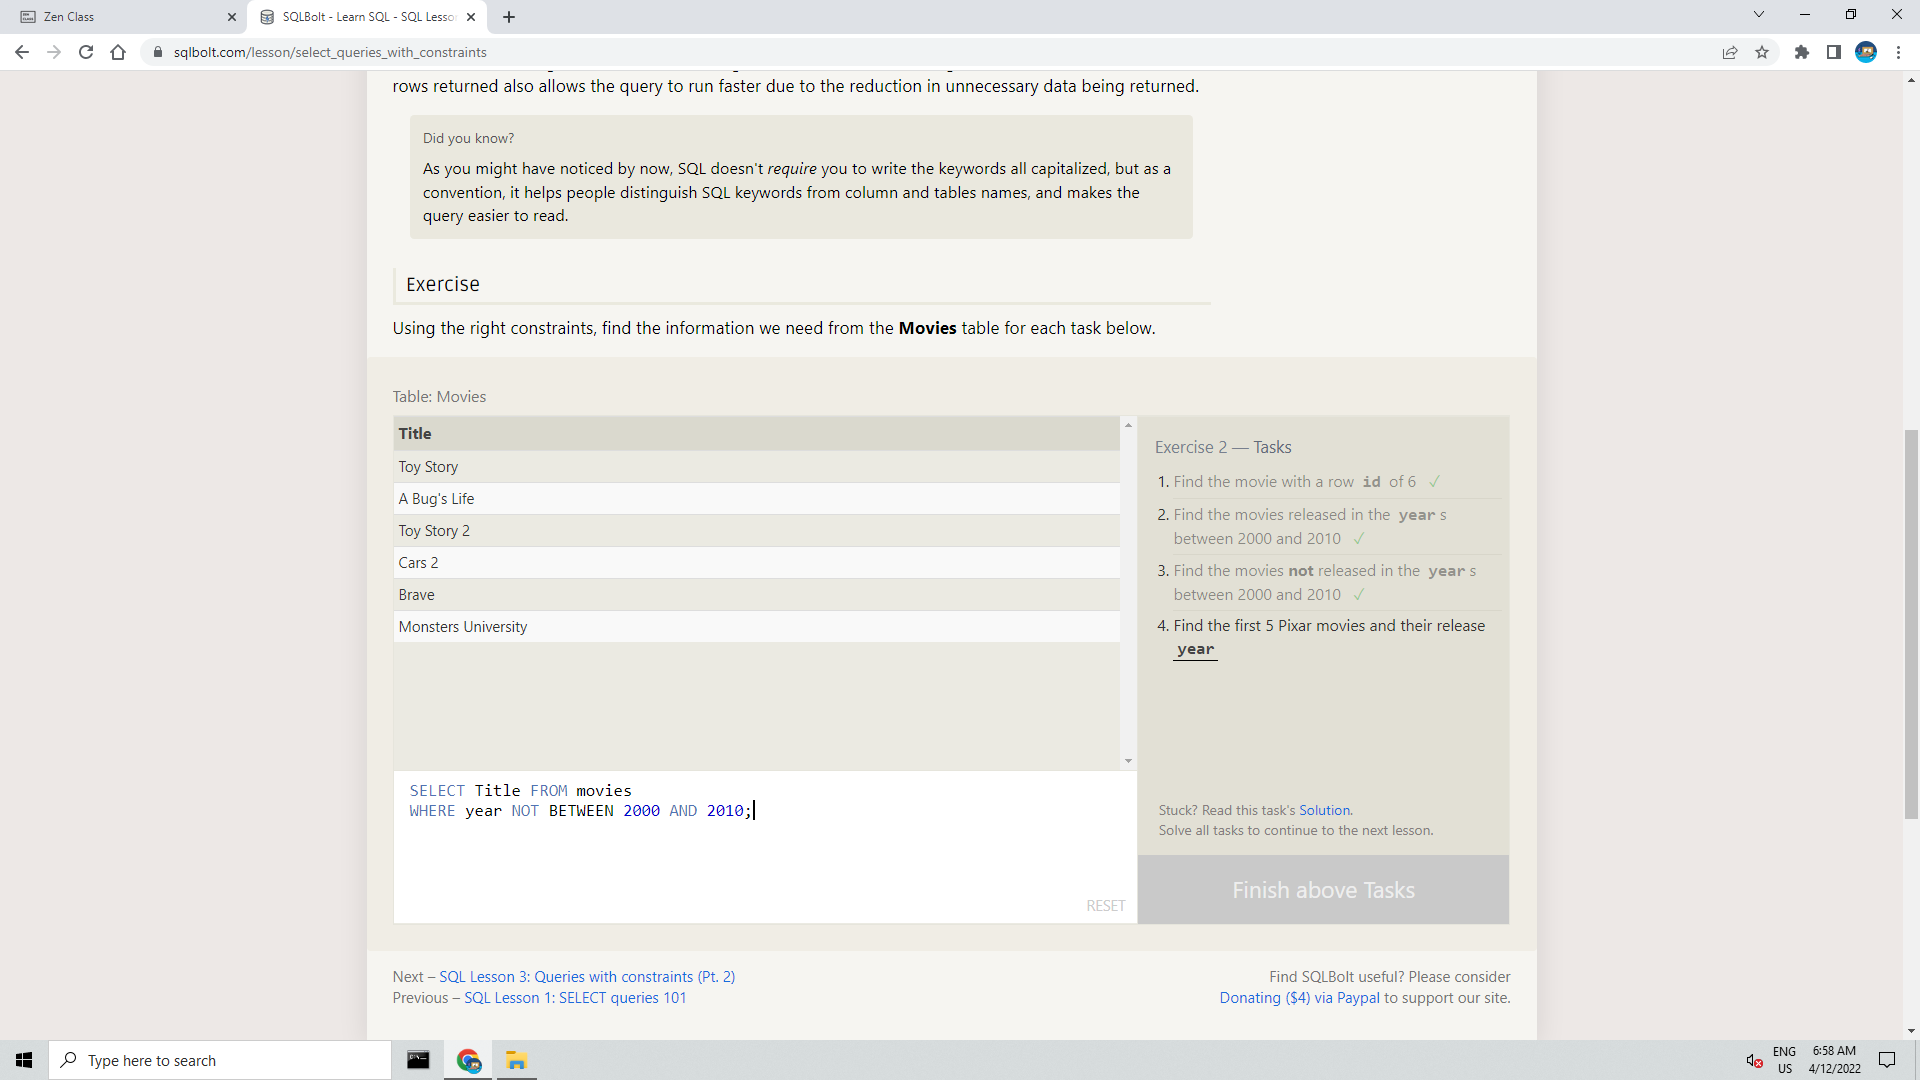 Zen Class
SQLBolt - Learn SQL - SQL Lesso
sqlbolt.com/lesson/select_queries_with_constraints
rows returned also allows the query to run faster due to the reduction in unnecessary data being returned.
Did you know?
As you might have noticed by now, SQL doesn't require you to write the keywords all capitalized, but as a
convention, it helps people distinguish SQL keywords from column and tables names, and makes the
query easier to read.
Exercise
Using the right constraints, find the information we need from the Movies table for each task below.
Table: Movies
Title
Toy Story
A Bug's Life
Toy Story 2
Cars 2
Brave
Monsters University
SELECT Title FROM movies
WHERE year NOT BETWEEN 2000 AND 2010;
RESET
Exercise 2 — Tasks
1. Find the movie with a row id of 6 ✓
2. Find the movies released in the year s
between 2000 and 2010 ✓
3. Find the movies not released in the year s
between 2000 and 2010 ✓
4. Find the first 5 Pixar movies and their release
year
Stuck? Read this task's Solution.
Solve all tasks to continue to the next lesson.
Finish above Tasks
Next – SQL Lesson 3: Queries with constraints (Pt. 2)
Previous – SQL Lesson 1: SELECT queries 101
Find SQLBolt useful? Please consider
Donating ($4) via Paypal to support our site.
Type here to search
ENG
US
6:58 AM
4/12/2022